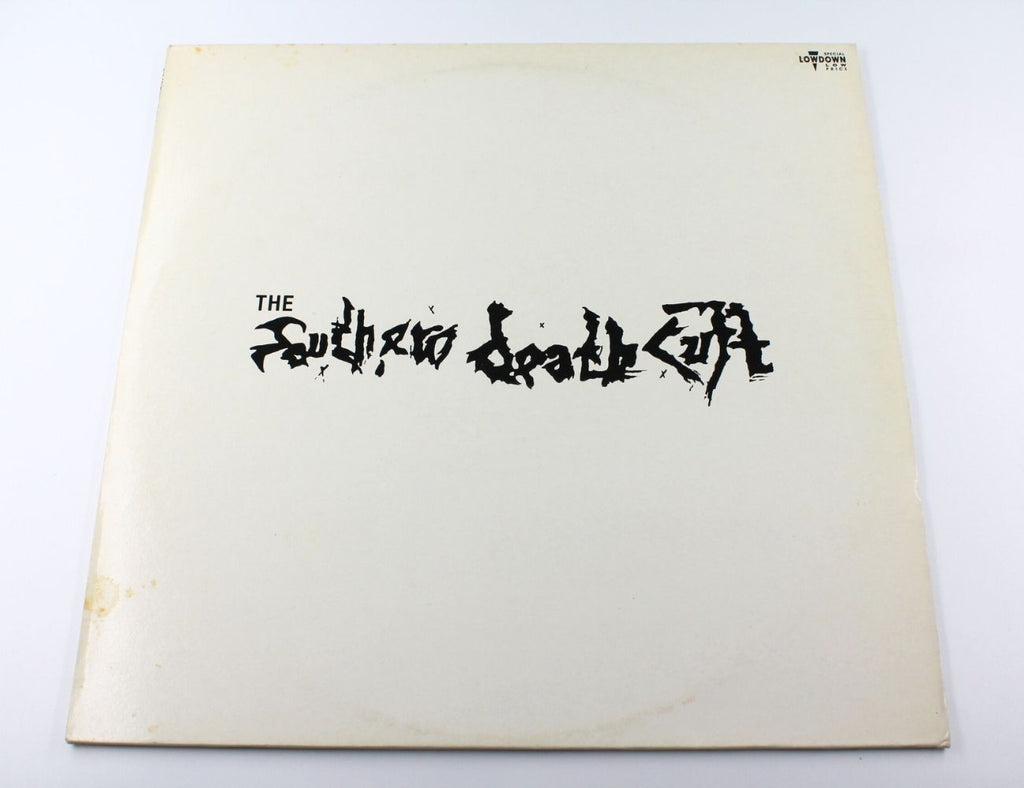 SPECIAL
LOWDOWN
LOW
PRICE
THE
Southern death Cult